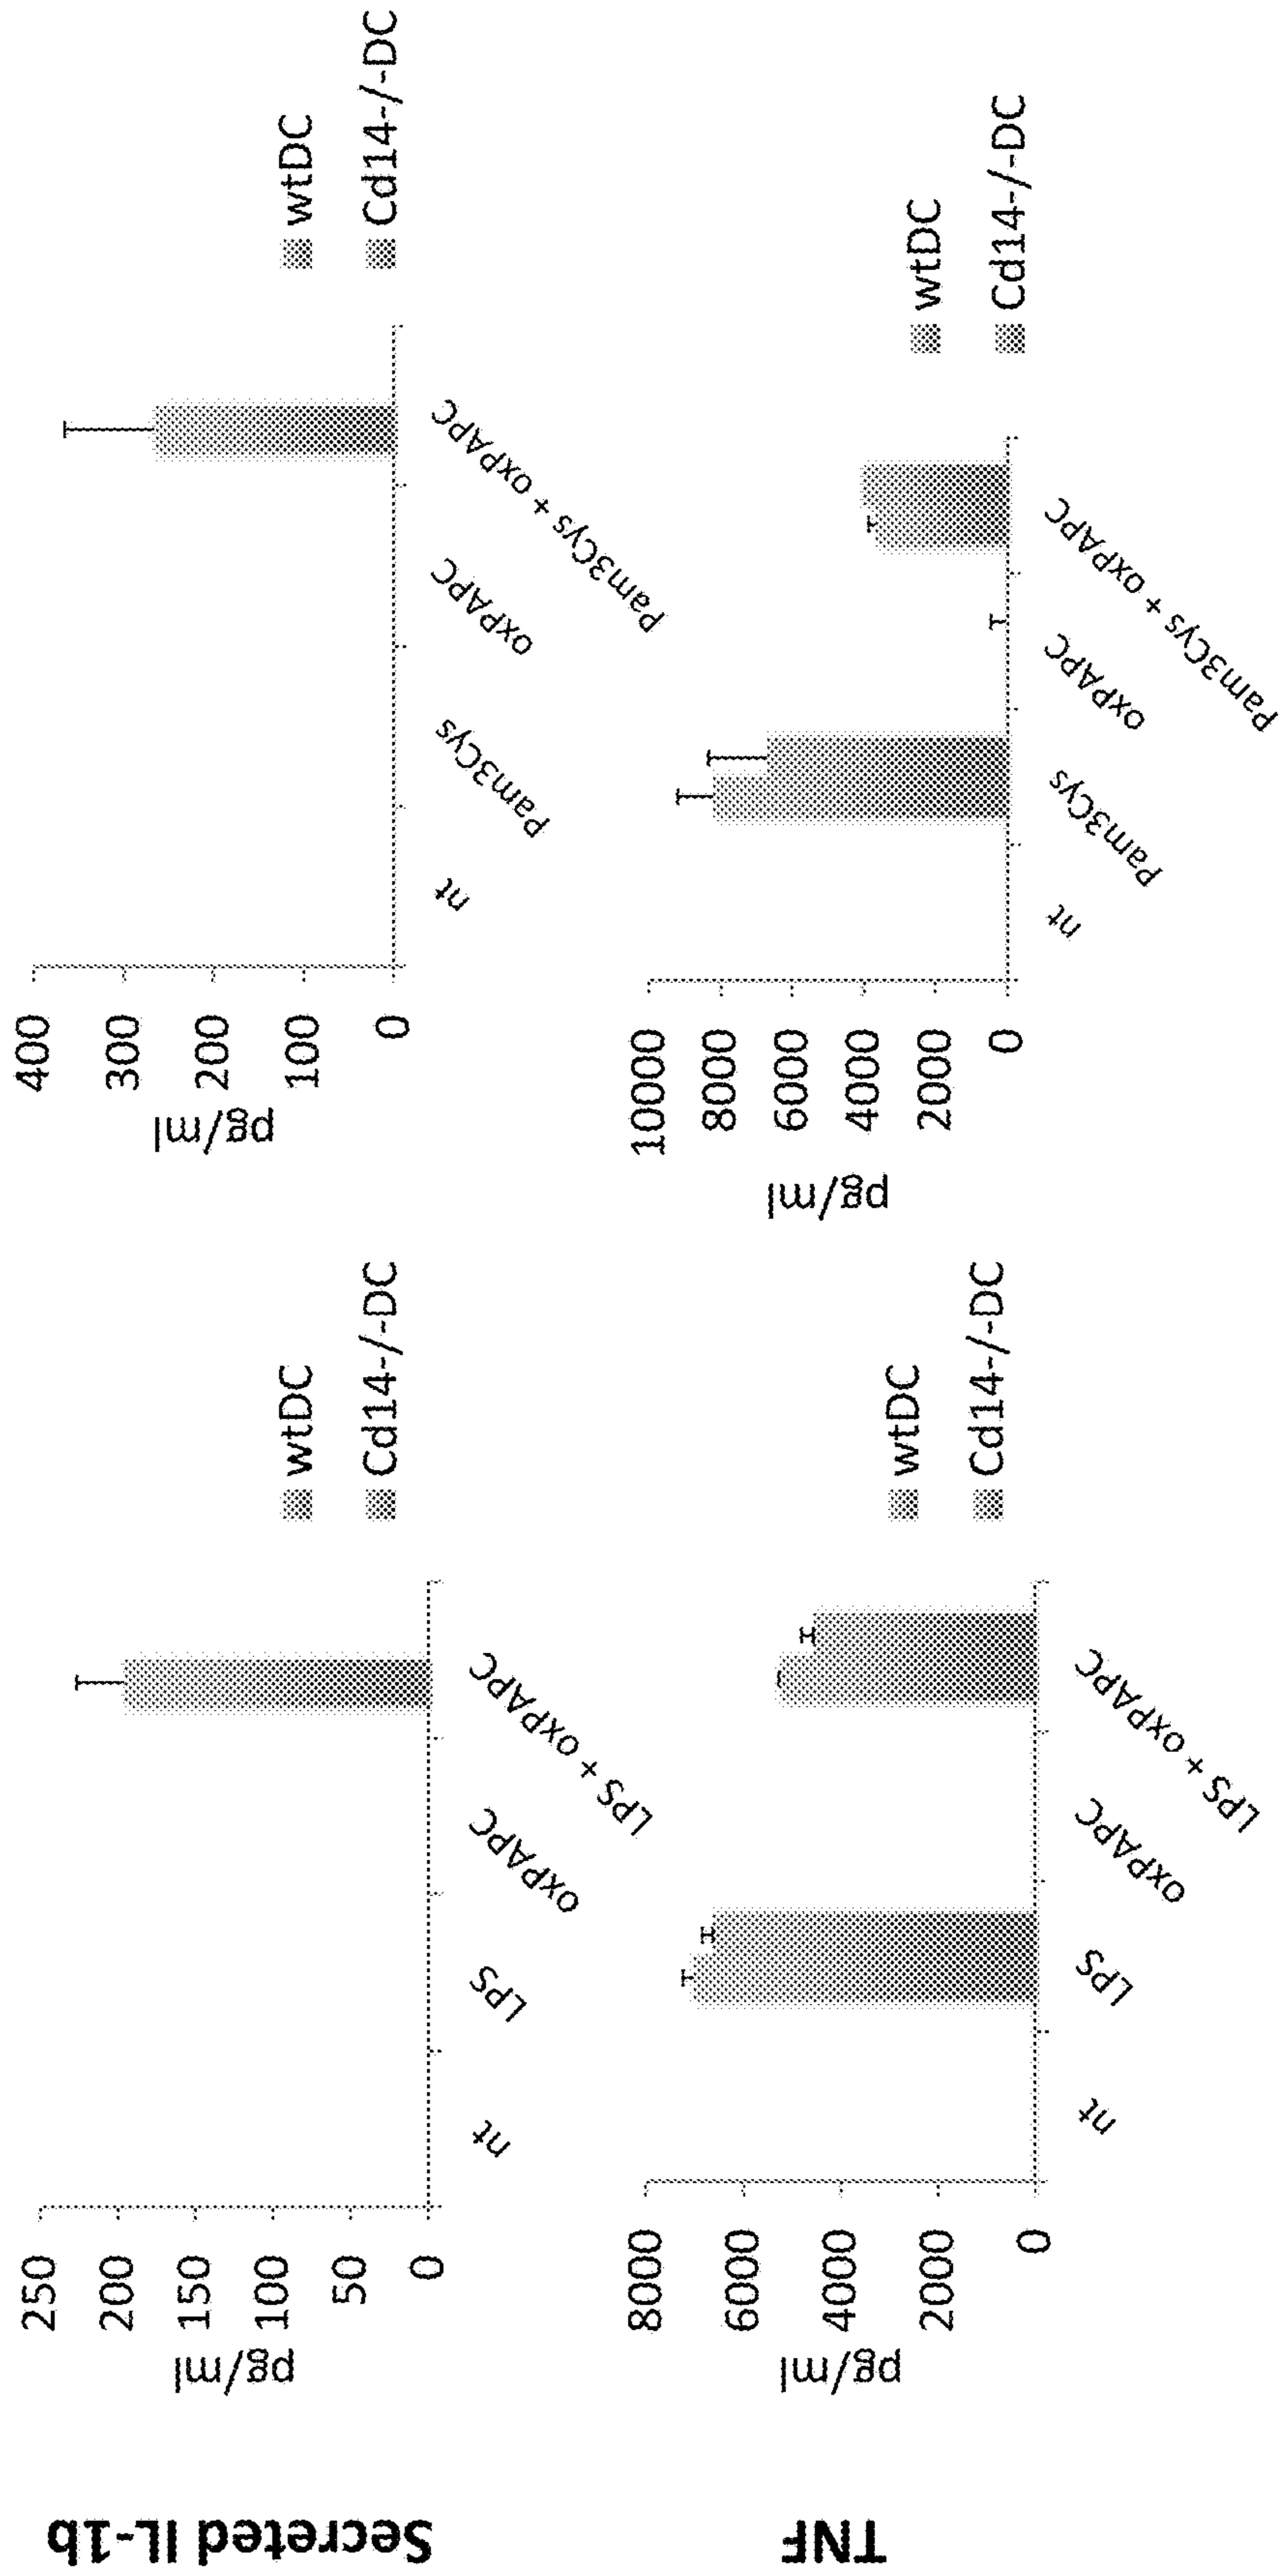 Secreted IL-1b
pg/ml
250
200
150
100
50
0
nt
LPS
oxPAPC
LPS + oxPAPC
wtDC
Cd14-/-DC
pg/ml
400
300
200
100
0
nt
Pam3Cys
oxPAPC
Pam3Cys + oxPAPC
wtDC
Cd14-/-DC
TNF
pg/ml
8000
6000
4000
2000
0
nt
LPS
oxPAPC
LPS + oxPAPC
wtDC
Cd14-/-DC
pg/ml
10000
8000
6000
4000
2000
0
nt
Pam3Cys
oxPAPC
Pam3Cys + oxPAPC
wtDC
Cd14-/-DC